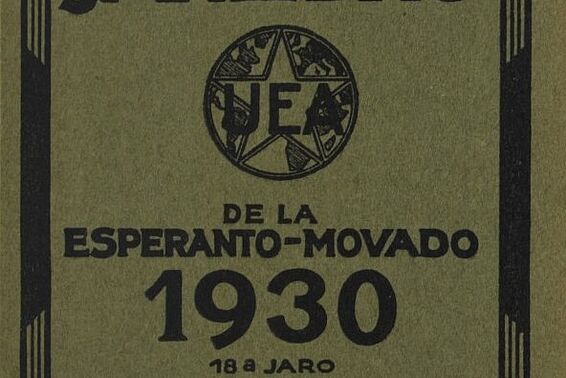 UEA
DE LA
ESPERANTO-MOVADO
1930
18a JARO